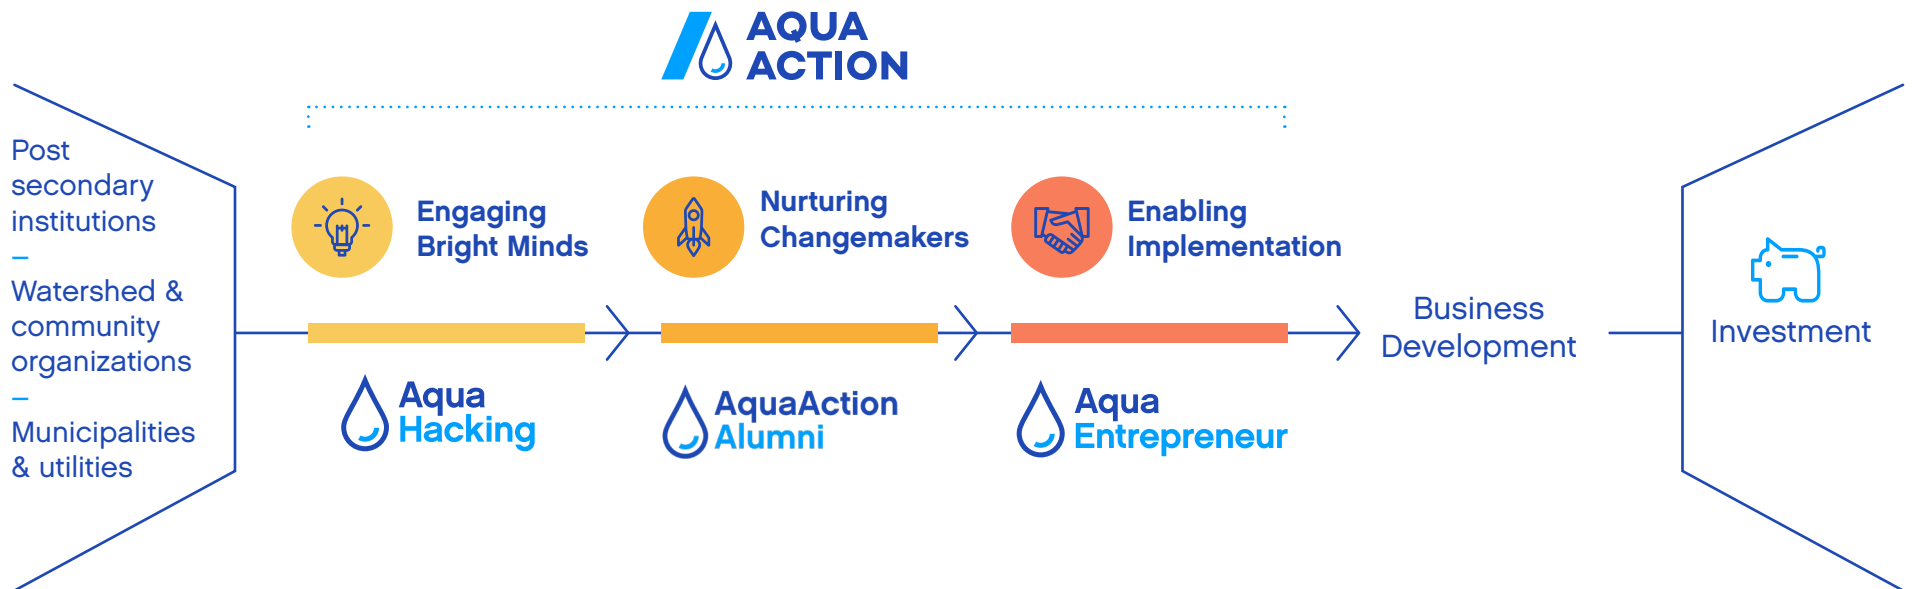 AQUA
ACTION
Post
secondary
institutions
–
Watershed &
community
organizations
–
Municipalities
& utilities
Engaging
Bright Minds
Nurturing
Changemakers
Enabling
Implementation
Aqua
Hacking
AquaAction
Alumni
Aqua
Entrepreneur
Business
Development
Investment